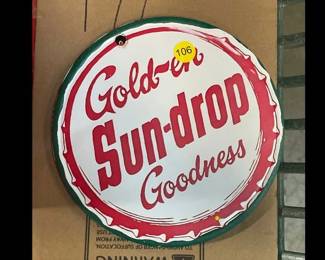 Gold-en
106
Sun-drop
Goodness
WARNING